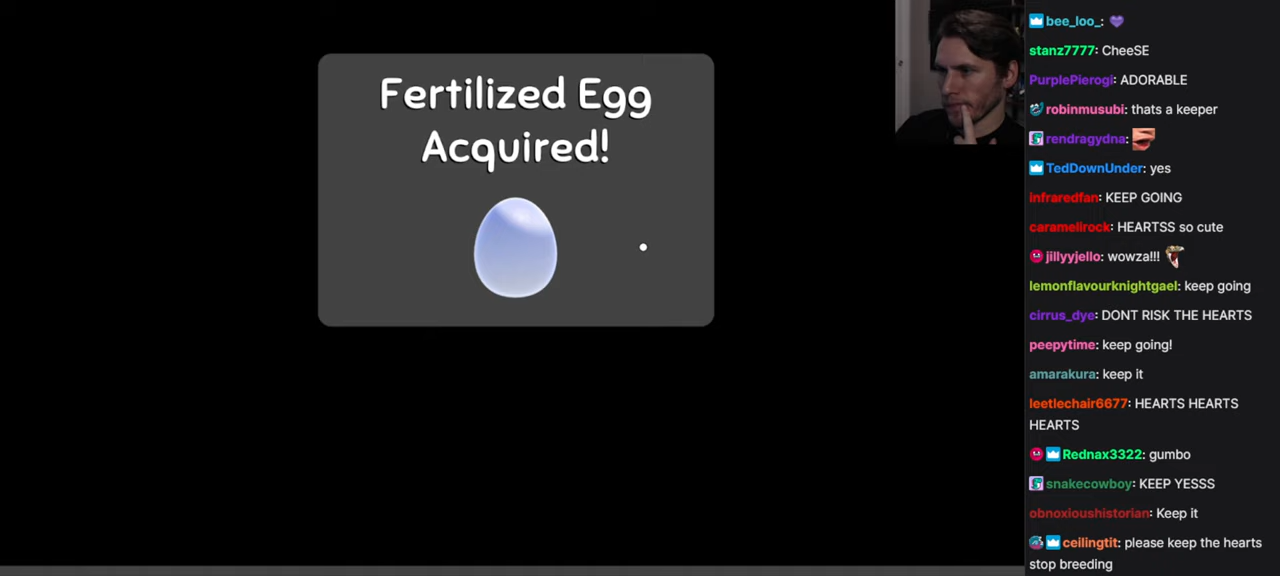 Fertilized Egg
Acquired!
bee_loo_: 💜
stanz7777: CheeSE
PurplePierogi: ADORABLE
robinmusubi: thats a keeper
rendragydna:
TedDownUnder: yes
infraredfan: KEEP GOING
caramellrock: HEARTSS so cute
jillyyjello: wowza!!!
lemonflavourknightgael: keep going
cirrus_dye: DONT RISK THE HEARTS
peepytime: keep going!
amarakura: keep it
leetlechair6677: HEARTS HEARTS
HEARTS
Rednax3322: gumbo
snakecowboy: KEEP YESSS
obnoxioushistorian: Keep it
ceilingtit: please keep the hearts
stop breeding